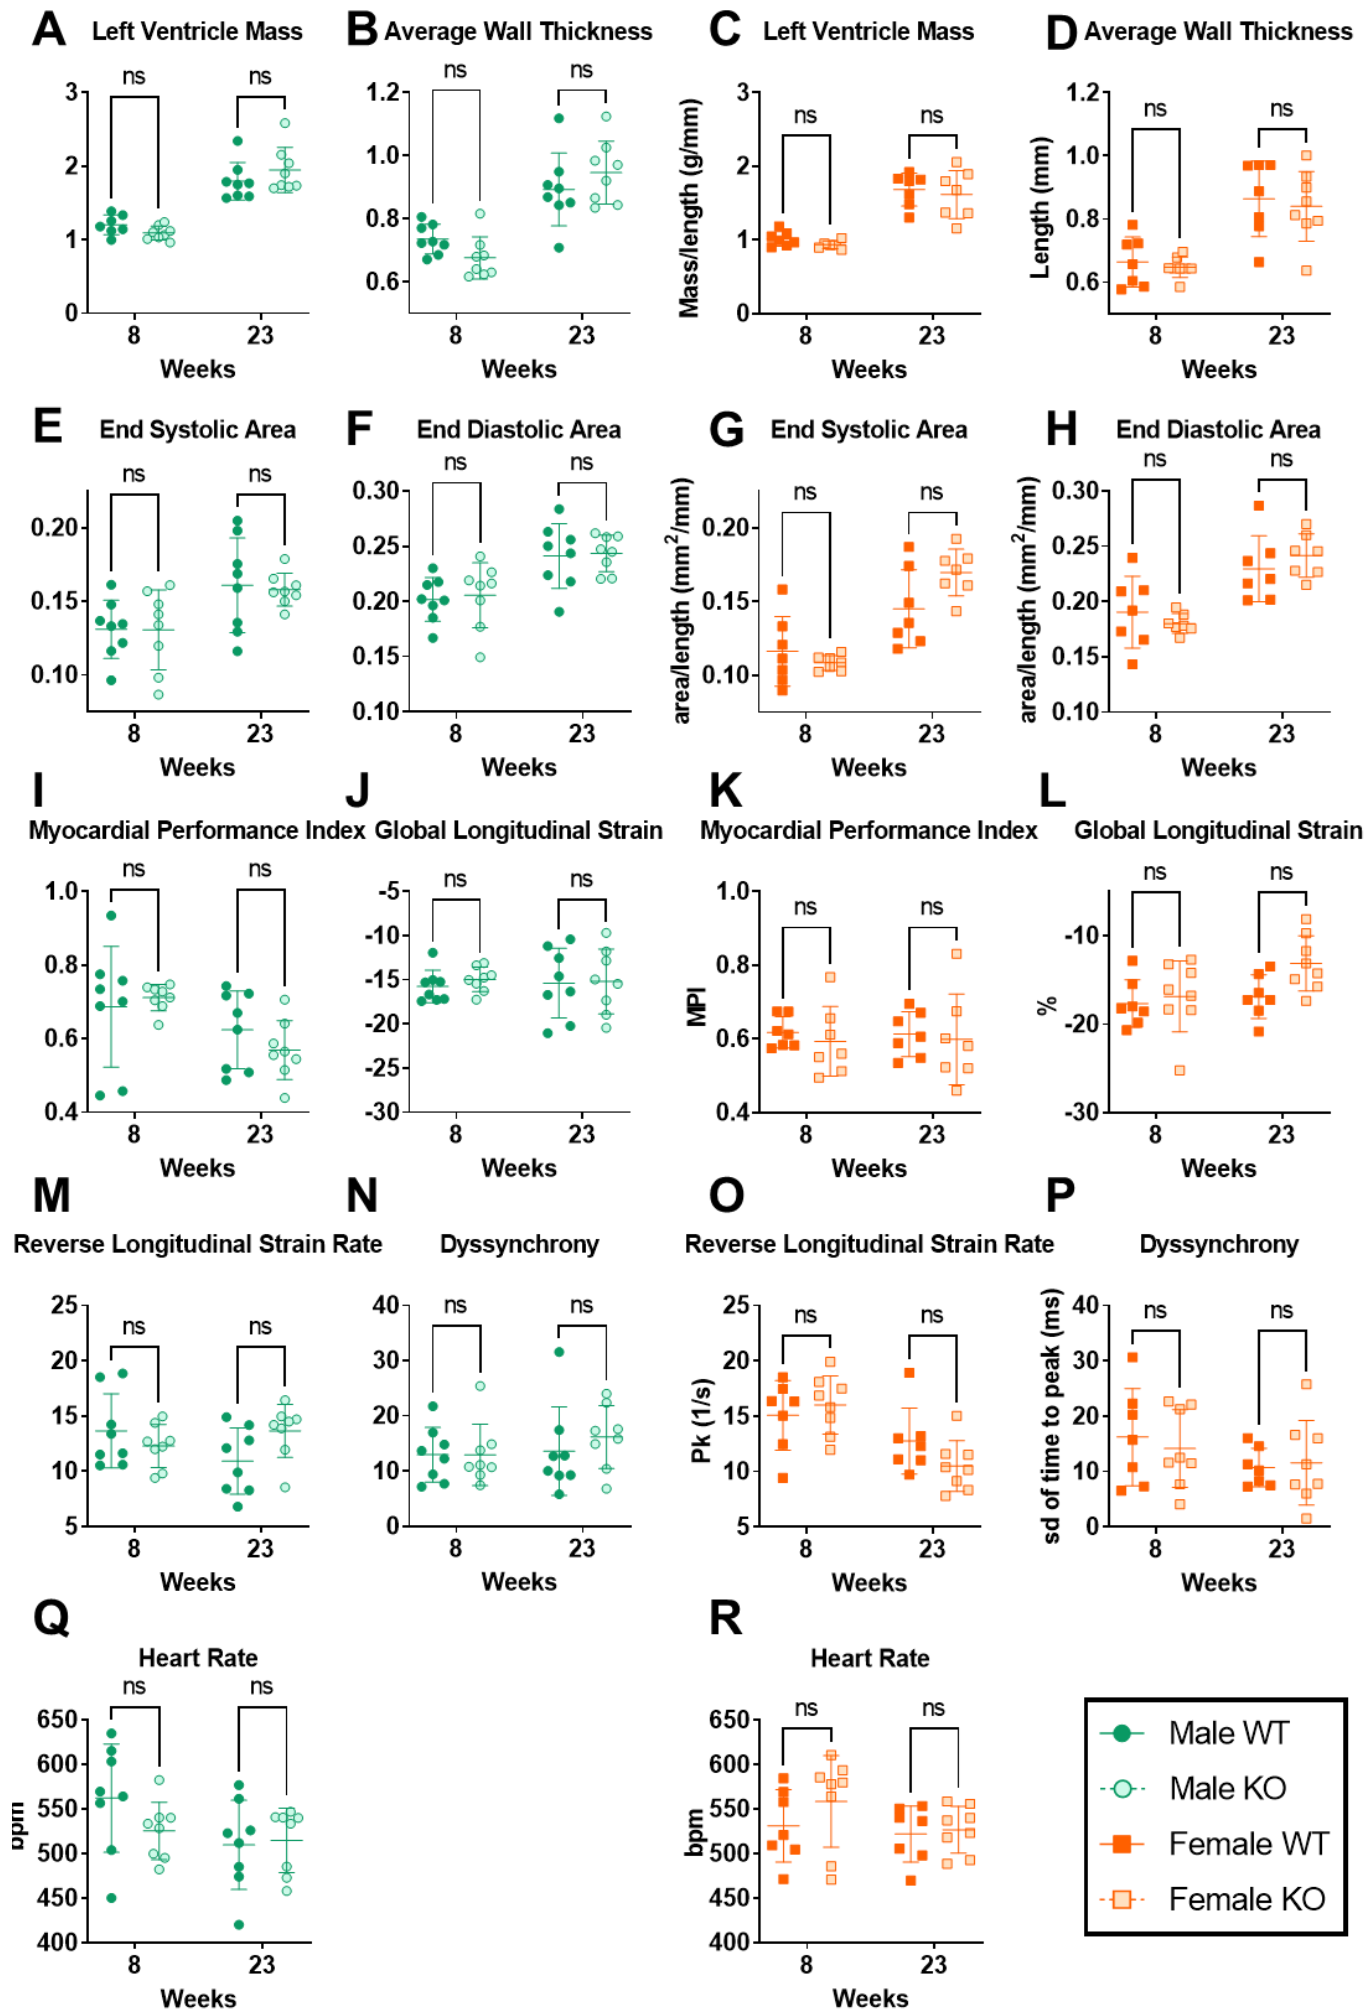 A Left Ventricle Mass
B Average Wall Thickness
C Left Ventricle Mass
D Average Wall Thickness
ns ns
3
2
1
0
8 23
Weeks
ns ns
1.2
1.0
0.8
0.6
8 23
Weeks
ns ns
Mass/length (g/mm)
3
2
1
0
8 23
Weeks
ns ns
Length (mm)
1.2
1.0
0.8
0.6
8 23
Weeks
E End Systolic Area
F End Diastolic Area
G End Systolic Area
H End Diastolic Area
ns ns
0.20
0.15
0.10
8 23
Weeks
ns ns
0.30
0.25
0.20
0.15
0.10
8 23
Weeks
ns ns
area/length (mm²/mm)
0.20
0.15
0.10
8 23
Weeks
ns ns
area/length (mm²/mm)
0.30
0.25
0.20
0.15
0.10
8 23
Weeks
I
Myocardial Performance Index
J
Global Longitudinal Strain
K
Myocardial Performance Index
L
Global Longitudinal Strain
ns ns
1.0
0.8
0.6
0.4
8 23
Weeks
ns ns
-5
-10
-15
-20
-25
-30
8 23
Weeks
ns ns
MPI
1.0
0.8
0.6
0.4
8 23
Weeks
ns ns
%
-10
-20
-30
8 23
Weeks
M
Reverse Longitudinal Strain Rate
N
Dyssynchrony
O
Reverse Longitudinal Strain Rate
P
Dyssynchrony
ns ns
25
20
15
10
5
8 23
Weeks
ns ns
40
30
20
10
0
8 23
Weeks
ns ns
Pk (1/s)
25
20
15
10
5
8 23
Weeks
ns ns
sd of time to peak (ms)
40
30
20
10
0
8 23
Weeks
Q
Heart Rate
ns ns
bpm
650
600
550
500
450
400
8 23
Weeks
R
Heart Rate
ns ns
bpm
650
600
550
500
450
400
8 23
Weeks
Male WT
Male KO
Female WT
Female KO